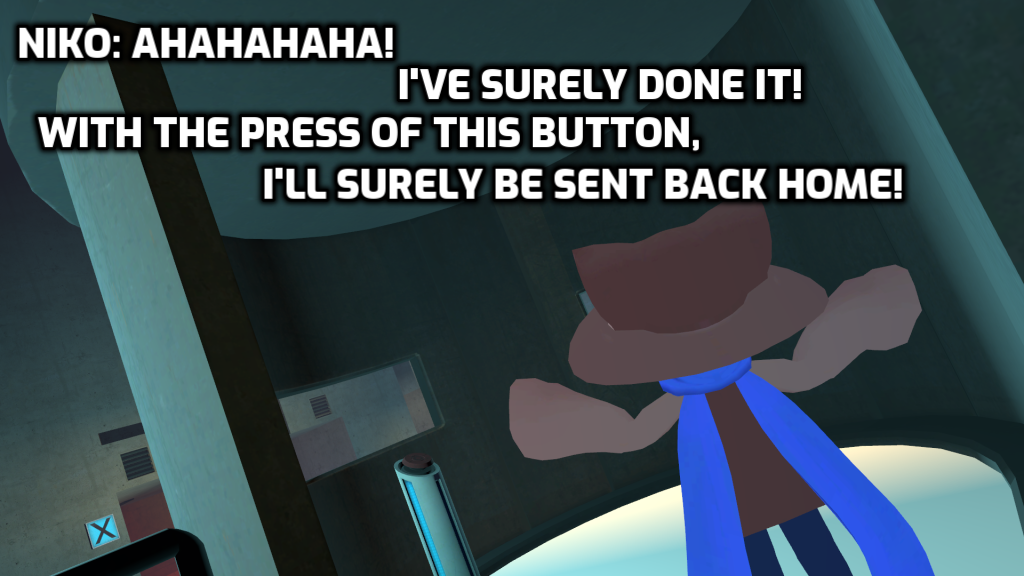 NIKO: AHAHAHAHA!
I'VE SURELY DONE IT!
WITH THE PRESS OF THIS BUTTON,
I'LL SURELY BE SENT BACK HOME!